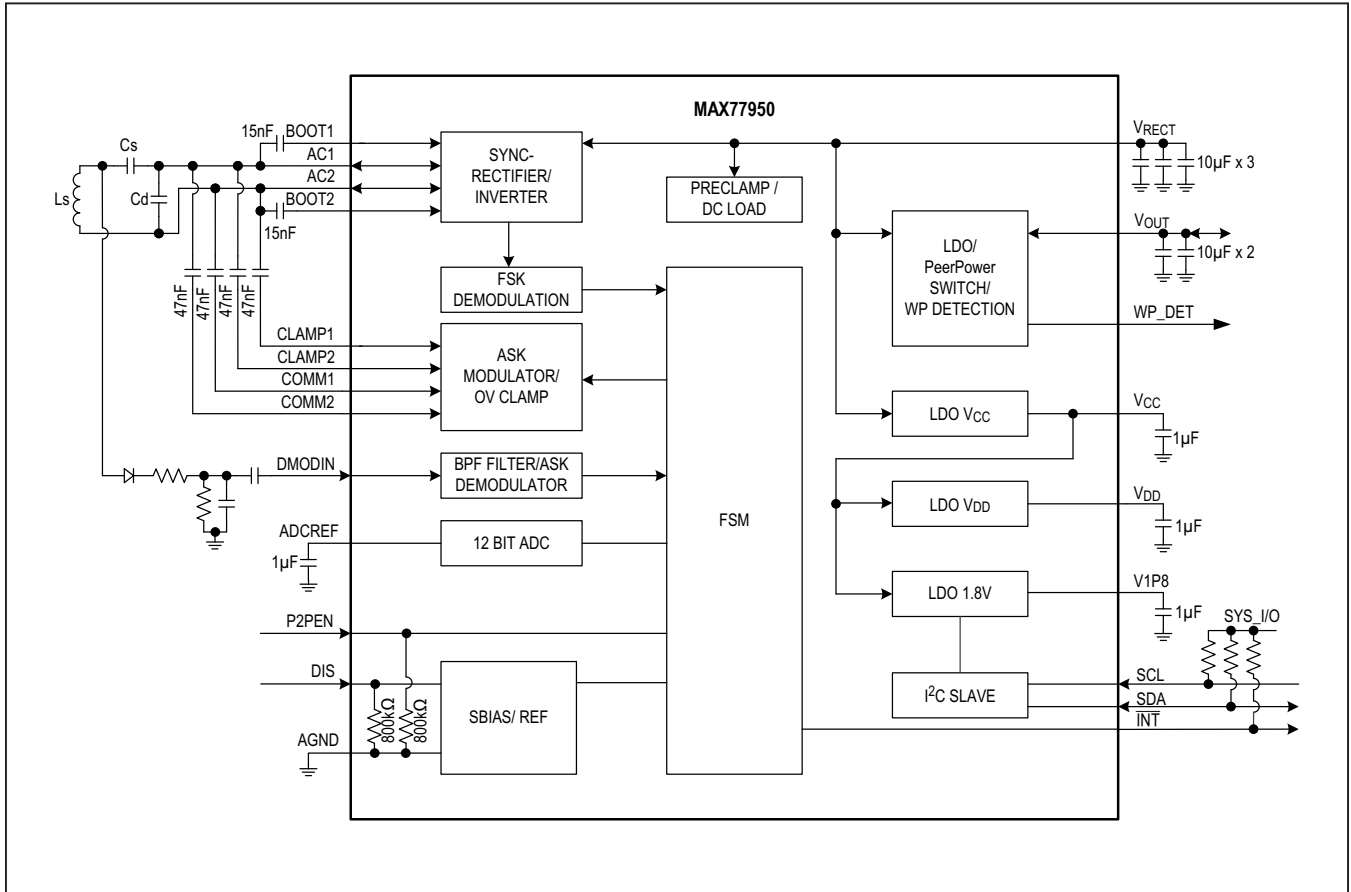 MAX77950
15nF
BOOT1
AC1
AC2
BOOT2
15nF
Cs
Ls
Cd
47nF
47nF
47nF
47nF
SYNC-
RECTIFIER/
INVERTER
PRECLAMP /
DC LOAD
VRECT
10µF x 3
VOUT
10µF x 2
LDO/
PeerPower
SWITCH/
WP DETECTION
WP_DET
FSK
DEMODULATION
CLAMP1
CLAMP2
COMM1
COMM2
ASK
MODULATOR/
OV CLAMP
LDO VCC
VCC
1µF
DMODIN
BPF FILTER/ASK
DEMODULATOR
FSM
LDO VDD
VDD
1µF
ADCREF
1µF
12 BIT ADC
LDO 1.8V
V1P8
1µF
SYS_I/O
P2PEN
DIS
800kΩ
800kΩ
AGND
SBIAS/ REF
I²C SLAVE
SCL
SDA
INT